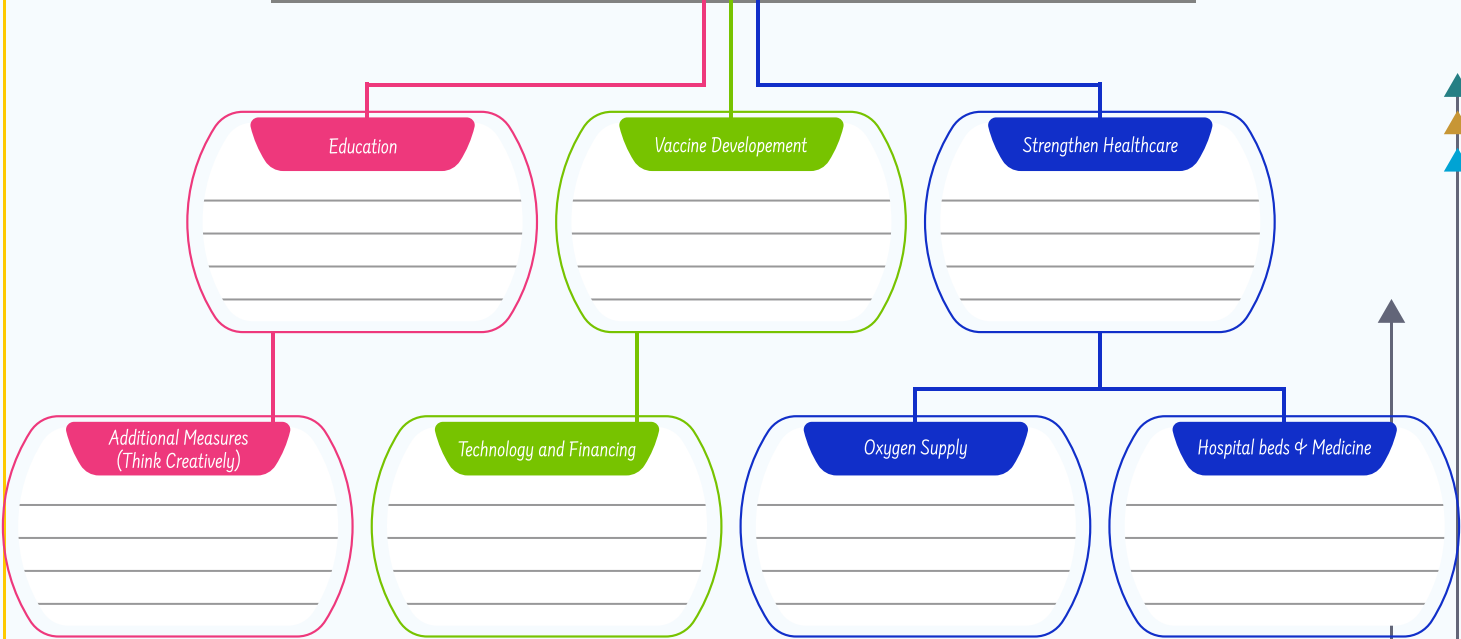 Education
Vaccine Developement
Strengthen Healthcare
Additional Measures
(Think Creatively)
Technology and Financing
Oxygen Supply
Hospital beds & Medicine